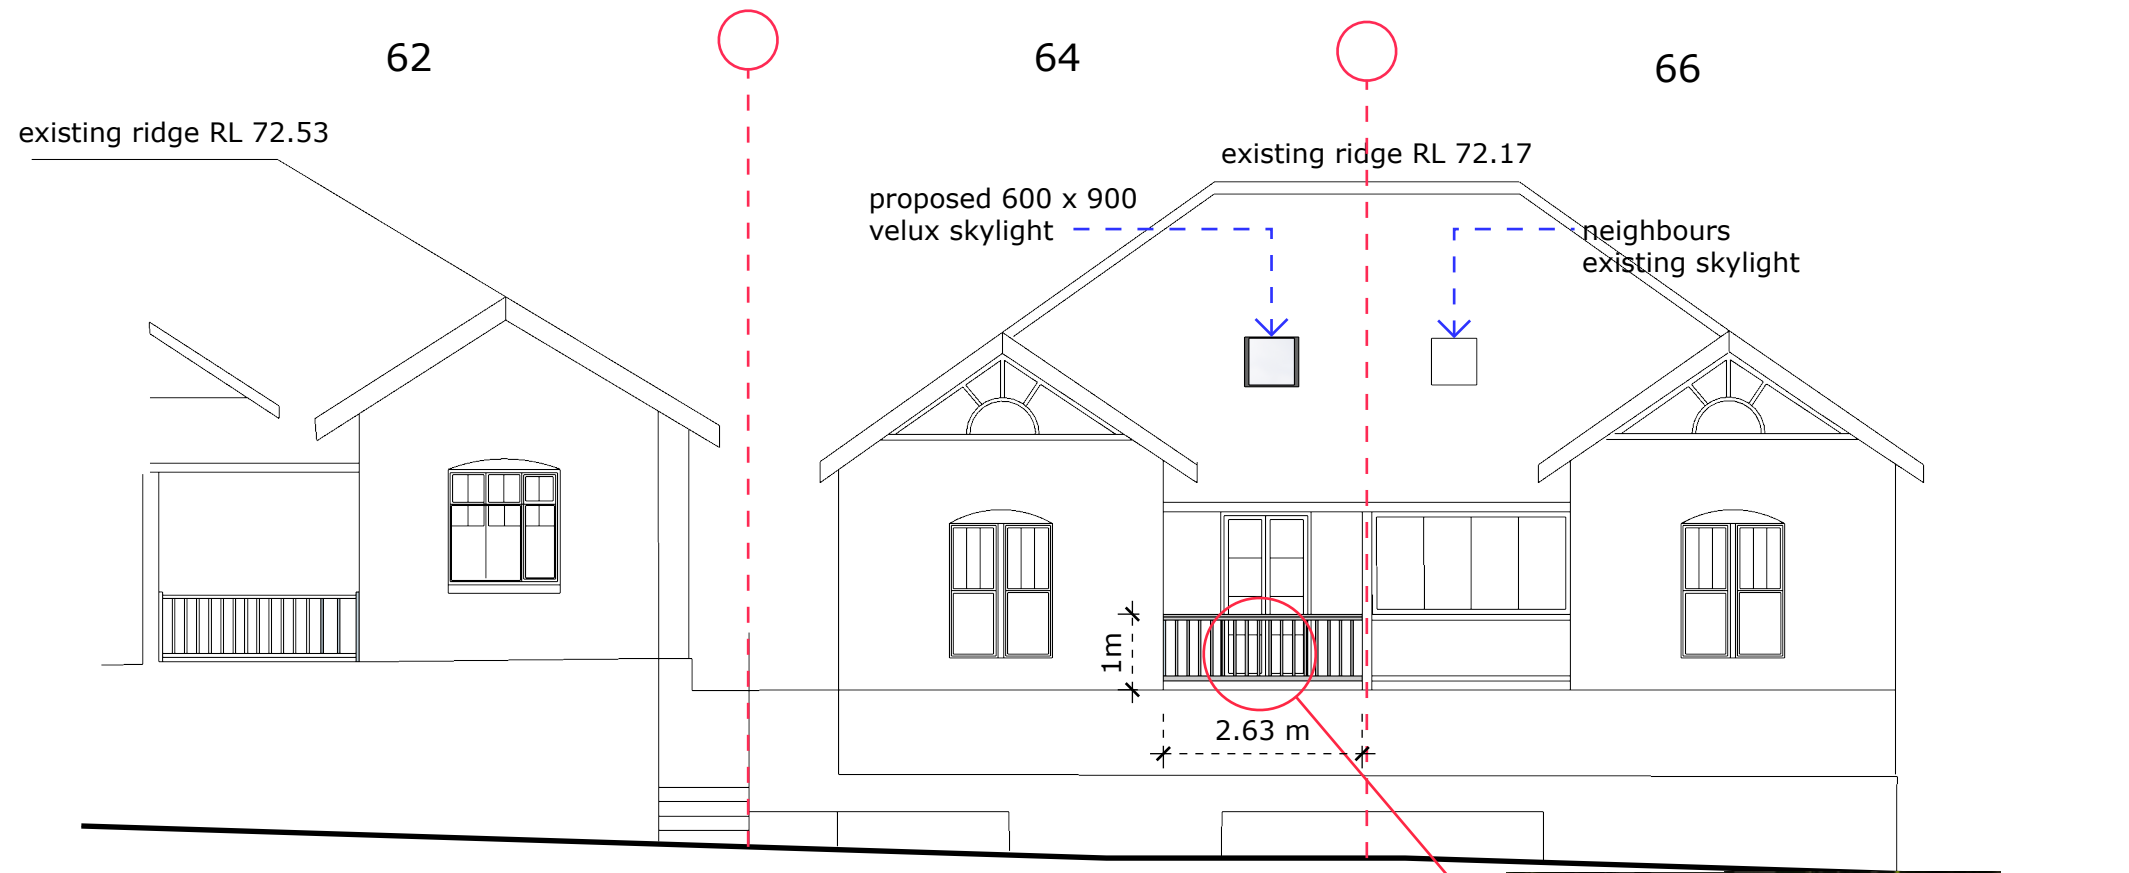 62
64
66
existing ridge RL 72.53
existing ridge RL 72.17
proposed 600 x 900
velux skylight
neighbours
existing skylight
1m
2.63 m